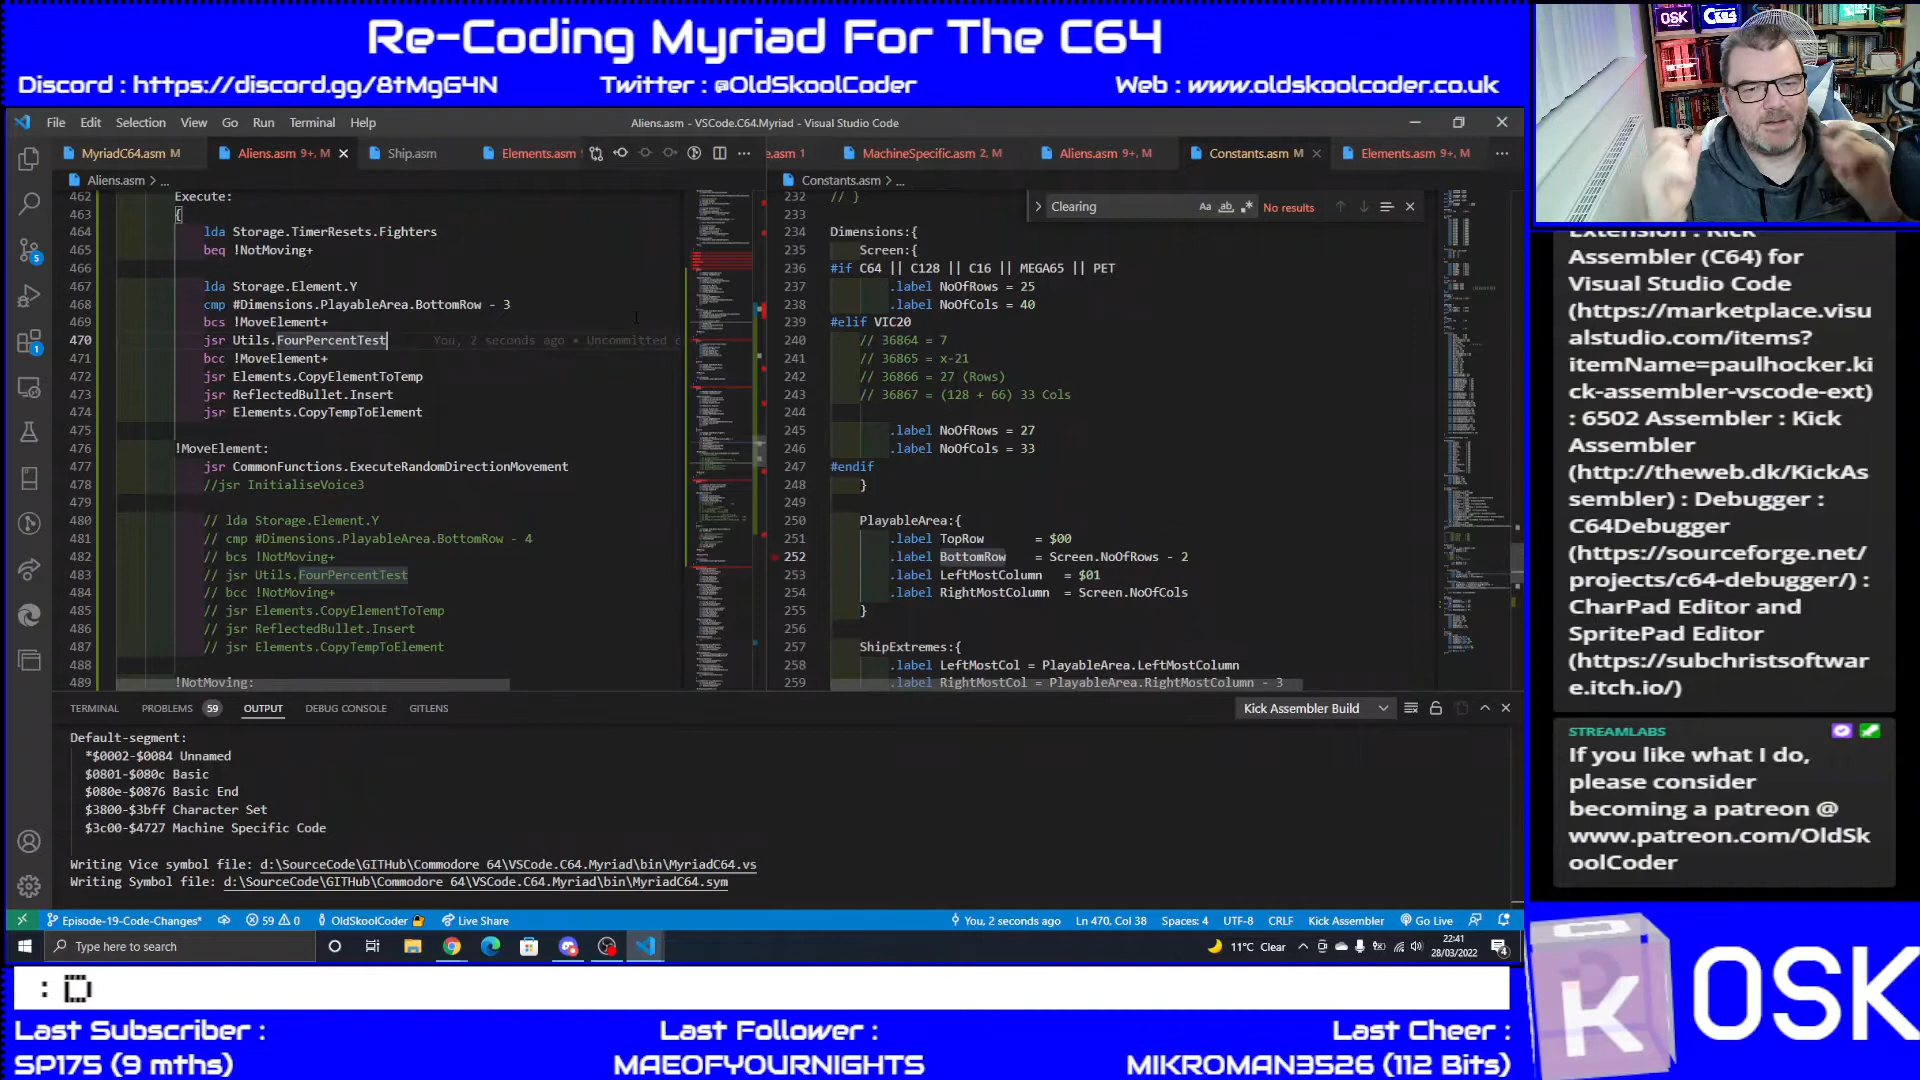 Re-Coding Myriad For The C64
Discord : https://discord.gg/8tMgG4N
Twitter : @OldSkoolCoder
Web : www.oldskoolcoder.co.uk
File Edit Selection View Go Run Terminal Help
Aliens.asm - VSCode.C64.Myriad - Visual Studio Code
MyriadC64.asm M
Aliens.asm 9+, M
Ship.asm
Elements.asm
e.asm 1
MachineSpecific.asm 2, M
Aliens.asm 9+, M
Constants.asm M
Elements.asm 9+, M
Aliens.asm > ...
Constants.asm > ...
462 Execute:
463 {
464 lda Storage.TimerResets.Fighters
465 beq !NotMoving+
466
467 lda Storage.Element.Y
468 cmp #Dimensions.PlayableArea.BottomRow - 3
469 bcs !MoveElement+
470 jsr Utils.FourPercentTest You, 2 seconds ago • Uncommitted c
471 bcc !MoveElement+
472 jsr Elements.CopyElementToTemp
473 jsr ReflectedBullet.Insert
474 jsr Elements.CopyTempToElement
475
476 !MoveElement:
477 jsr CommonFunctions.ExecuteRandomDirectionMovement
478 //jsr InitialiseVoice3
479
480 // lda Storage.Element.Y
481 // cmp #Dimensions.PlayableArea.BottomRow - 4
482 // bcs !NotMoving+
483 // jsr Utils.FourPercentTest
484 // bcc !NotMoving+
485 // jsr Elements.CopyElementToTemp
486 // jsr ReflectedBullet.Insert
487 // jsr Elements.CopyTempToElement
488
489 !NotMoving:
Clearing
Aa ab
No results
232 // }
233
234 Dimensions:{
235 Screen:{
236 #if C64 || C128 || C16 || MEGA65 || PET
237 .label NoOfRows = 25
238 .label NoOfCols = 40
239 #elif VIC20
240 // 36864 = 7
241 // 36865 = x-21
242 // 36866 = 27 (Rows)
243 // 36867 = (128 + 66) 33 Cols
244
245 .label NoOfRows = 27
246 .label NoOfCols = 33
247 #endif
248 }
249
250 PlayableArea:{
251 .label TopRow = $00
252 .label BottomRow = Screen.NoOfRows - 2
253 .label LeftMostColumn = $01
254 .label RightMostColumn = Screen.NoOfCols
255 }
256
257 ShipExtremes:{
258 .label LeftMostCol = PlayableArea.LeftMostColumn
259 .label RightMostCol = PlayableArea.RightMostColumn - 3
5
1
TERMINAL PROBLEMS 59 OUTPUT DEBUG CONSOLE GITLENS
Kick Assembler Build
Default-segment:
*$0002-$0084 Unnamed
$0801-$080c Basic
$080e-$0876 Basic End
$3800-$3bff Character Set
$3c00-$4727 Machine Specific Code
Writing Vice symbol file: d:\SourceCode\GITHub\Commodore 64\VSCode.C64.Myriad\bin\MyriadC64.vs
Writing Symbol file: d:\SourceCode\GITHub\Commodore 64\VSCode.C64.Myriad\bin\MyriadC64.sym
Episode-19-Code-Changes* 59 0 OldSkoolCoder Live Share
You, 2 seconds ago Ln 470, Col 38 Spaces: 4 UTF-8 CRLF Kick Assembler Go Live
Type here to search
11°C Clear
22:41
28/03/2022
4
OSK
Extension : Kick
Assembler (C64) for
Visual Studio Code
(https://marketplace.visu
alstudio.com/items?
itemName=paulhocker.ki
ck-assembler-vscode-ext)
: 6502 Assembler : Kick
Assembler
(http://theweb.dk/KickAs
sembler) : Debugger :
C64Debugger
(https://sourceforge.net/
projects/c64-debugger/) :
CharPad Editor and
SpritePad Editor
(https://subchristsoftwar
e.itch.io/)
STREAMLABS
If you like what I do,
please consider
becoming a patreon @
www.patreon.com/OldSk
oolCoder
: D
Last Subscriber :
SP175 (9 mths)
Last Follower :
MAEOFYOURNIGHTS
Last Cheer :
MIKROMAN3526 (112 Bits)
K
OSK